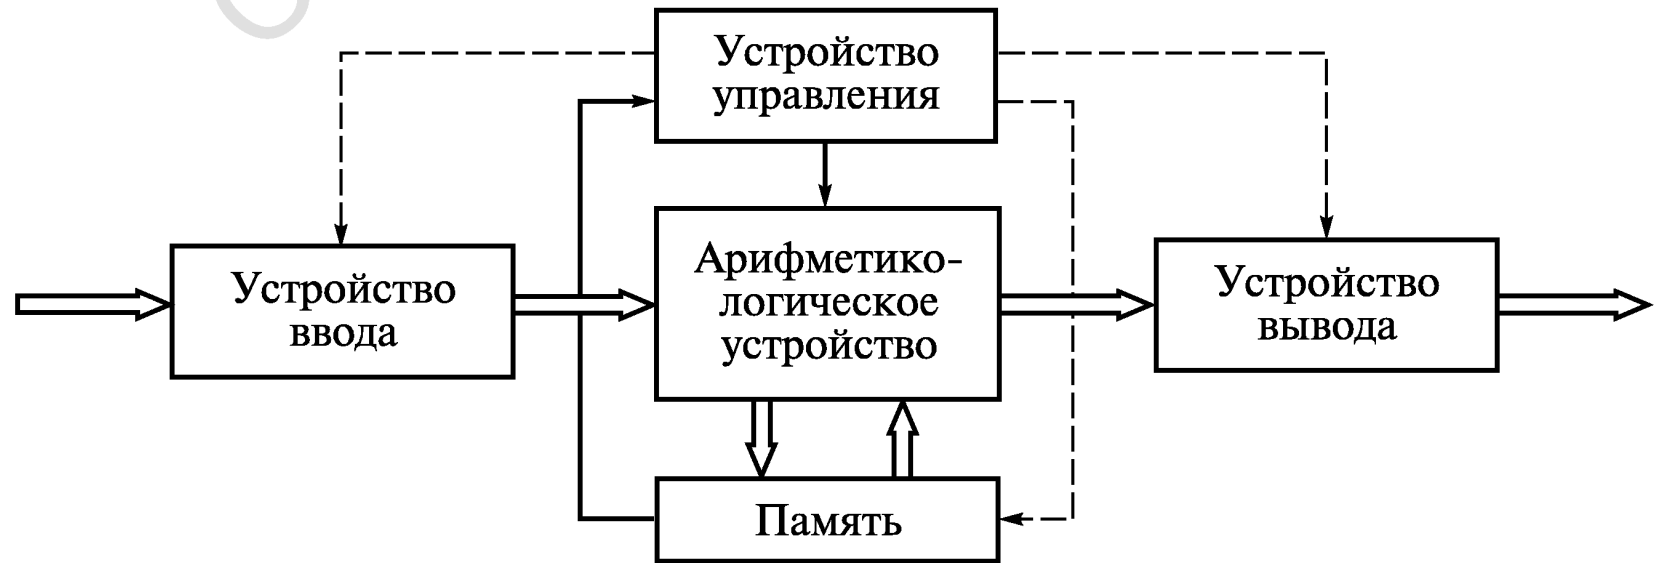 Устройство
управления
Устройство
ввода
Арифметико-
логическое
устройство
Устройство
вывода
Память